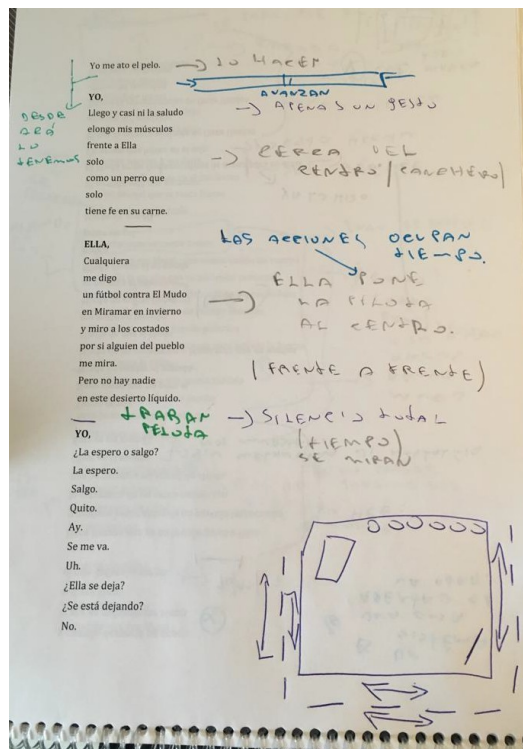 Yo me ato el pelo. → LO HACEN
AVANZAN
YO,
DESDE
ACÁ
LO
TENEMOS
Llego y casi ni la saludo → APENAS UN GESTO
elongo mis músculos
frente a Ella
solo → CERCA DEL
CENTRO / CANCHERO/
como un perro que
solo
tiene fe en su carne.
ELLA,
LAS ACCIONES OCUPAN
TIEMPO.
Cualquiera
me digo
un fútbol contra El Mudo → ELLA PONE
LA PELOTA
AL CENTRO.
en Miramar en invierno
y miro a los costados
por si alguien del pueblo
me mira.
(FRENTE A FRENTE)
Pero no hay nadie
en este desierto líquido.
TRABAN
PELOTA → SILENCIO TOTAL
(TIEMPO)
SE MIRAN
YO,
¿La espero o salgo?
La espero.
Salgo.
Quito.
Ay.
Se me va.
Uh.
¿Ella se deja?
¿Se está dejando?
No.